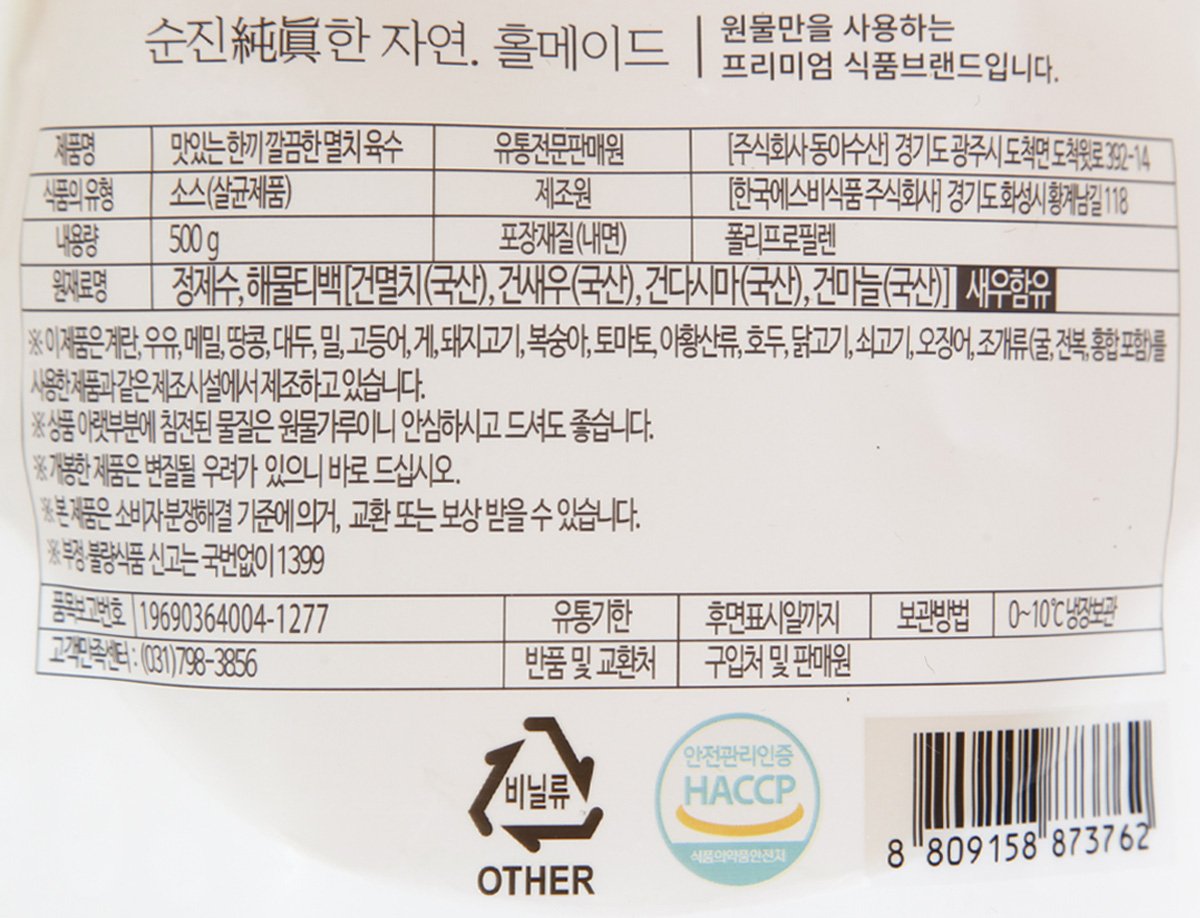 순진純眞한 자연. 홀메이드
원물만을 사용하는
프리미엄 식품브랜드입니다.
제품명 맛있는 한끼 깔끔한 멸치 육수 유통전문판매원 [주식회사 동아수산] 경기도 광주시 도척면 도척윗로 392-14
식품의 유형 소스(살균제품) 제조원 [한국에스비식품 주식회사] 경기도 화성시 황계남길 118
내용량 500 g 포장재질 (내면) 폴리프로필렌
원재료명 정제수, 해물티백 [건멸치(국산), 건새우(국산), 건다시마(국산), 건마늘(국산)] 새우함유
※ 이 제품은 계란, 우유, 메밀, 땅콩, 대두, 밀, 고등어, 게, 돼지고기, 복숭아, 토마토, 아황산류, 호두, 닭고기, 쇠고기, 오징어, 조개류(굴, 전복, 홍합 포함)를
사용한 제품과 같은 제조시설에서 제조하고 있습니다.
※ 상품 아랫부분에 침전된 물질은 원물가루이니 안심하시고 드셔도 좋습니다.
※ 개봉한 제품은 변질될 우려가 있으니 바로 드십시오.
※ 본 제품은 소비자분쟁해결 기준에 의거, 교환 또는 보상 받을 수 있습니다.
※ 부정·불량식품 신고는 국번없이 1399
품목보고번호 19690364004-1277 유통기한 후면표시일까지 보관방법 0~10℃ 냉장보관
고객만족센터 : (031)798-3856 반품 및 교환처 구입처 및 판매원
비닐류
OTHER
안전관리인증
HACCP
식품의약품안전처
8 809158 873762